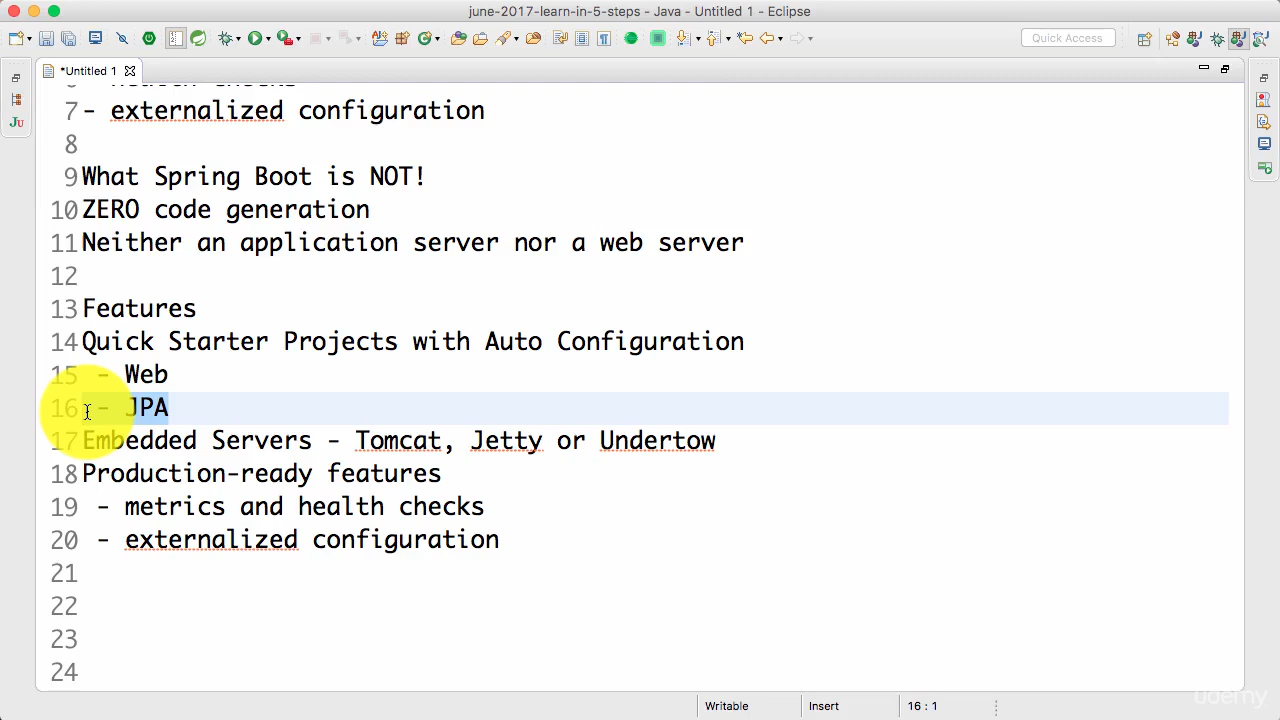 june-2017-learn-in-5-steps - Java - Untitled 1 - Eclipse
Quick Access
*Untitled 1
Ju
7 - externalized configuration
8
9 What Spring Boot is NOT!
10 ZERO code generation
11 Neither an application server nor a web server
12
13 Features
14 Quick Starter Projects with Auto Configuration
15 - Web
16 - JPA
17 Embedded Servers - Tomcat, Jetty or Undertow
18 Production-ready features
19 - metrics and health checks
20 - externalized configuration
21
22
23
24
Writable Insert 16 : 1
udemy